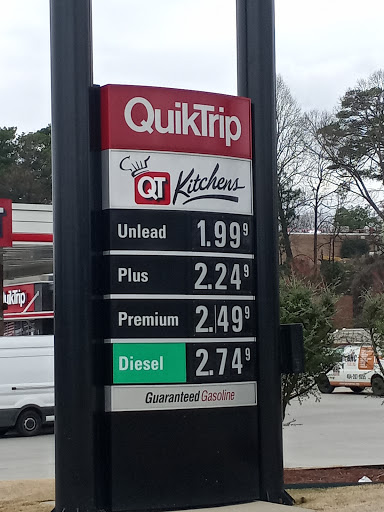 QuikTrip
QT Kitchens
Unlead 1.99 9
Plus 2.24 9
Premium 2.49 9
Diesel 2.74 9
Guaranteed Gasoline
QuikTrip